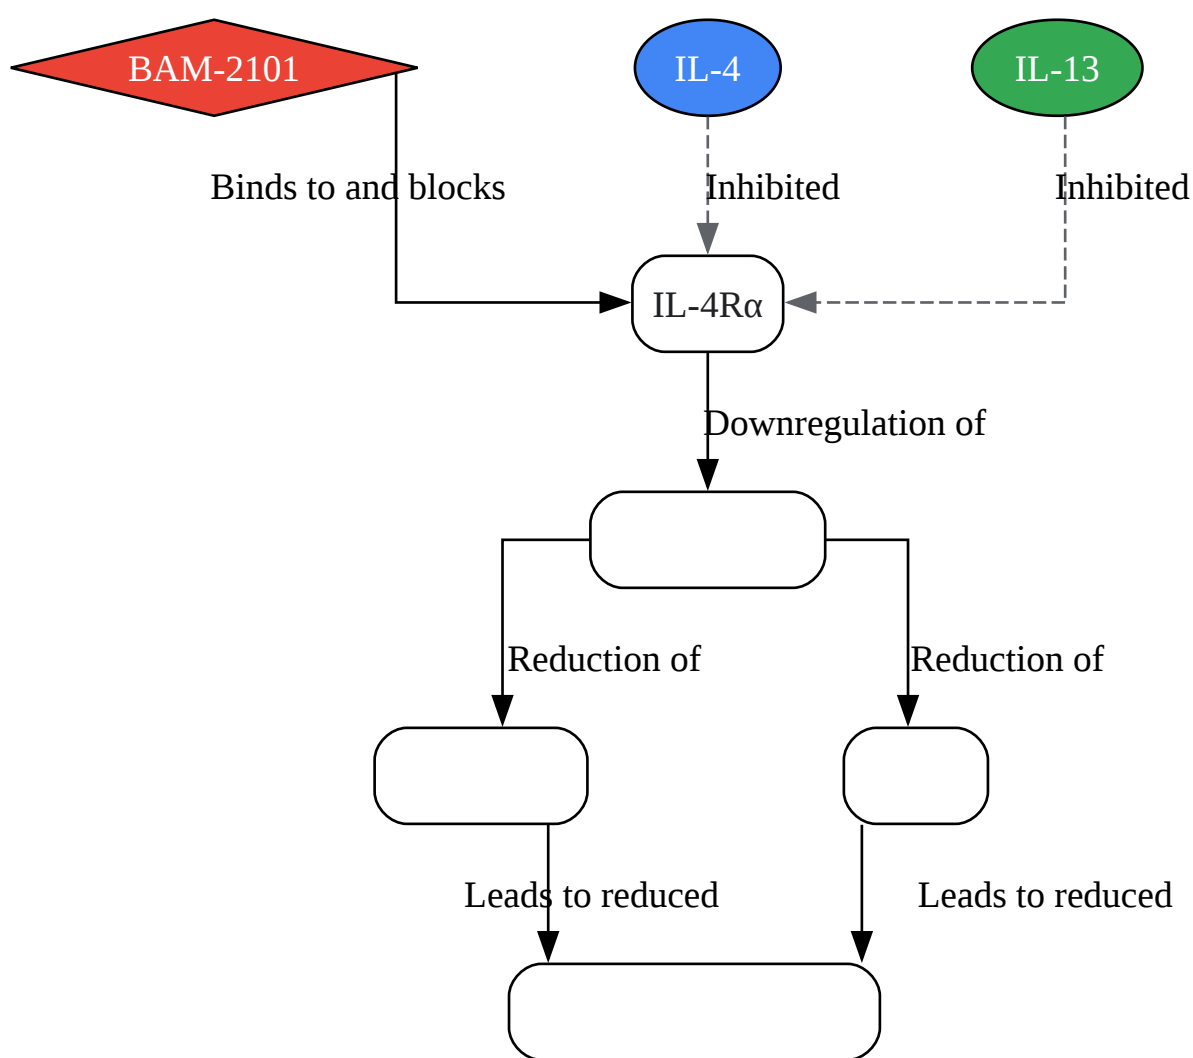 BAM-2101
IL-4
IL-13
Binds to and blocks
Inhibited
Inhibited
IL-4Rα
Downregulation of
Reduction of
Reduction of
Leads to reduced
Leads to reduced